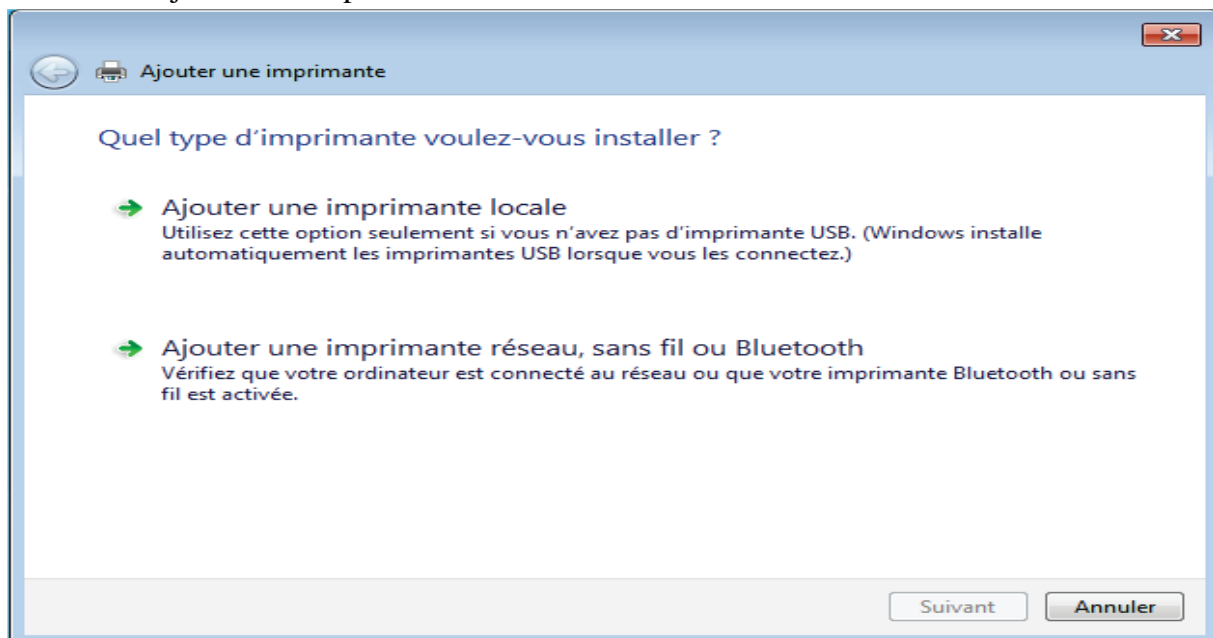 Ajouter une imprimante
Quel type d'imprimante voulez-vous installer ?
Ajouter une imprimante locale
Utilisez cette option seulement si vous n'avez pas d'imprimante USB. (Windows installe
automatiquement les imprimantes USB lorsque vous les connectez.)
Ajouter une imprimante réseau, sans fil ou Bluetooth
Vérifiez que votre ordinateur est connecté au réseau ou que votre imprimante Bluetooth ou sans
fil est activée.
Suivant
Annuler